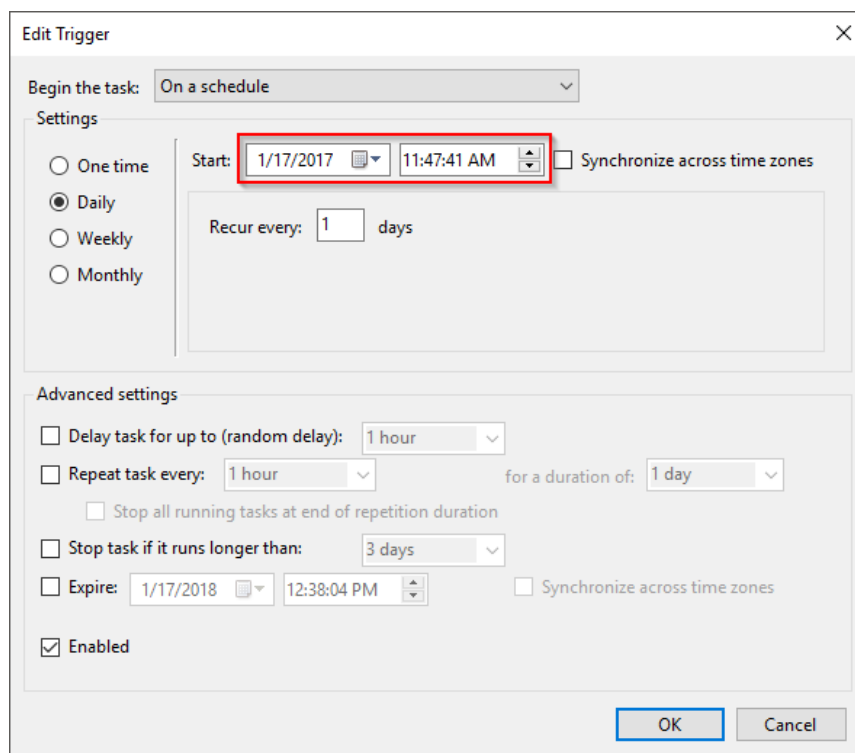 Edit Trigger
Begin the task: On a schedule
Settings
One time
Start: 1/17/2017 11:47:41 AM Synchronize across time zones
Daily
Recur every: 1 days
Weekly
Monthly
Advanced settings
Delay task for up to (random delay): 1 hour
Repeat task every: 1 hour for a duration of: 1 day
Stop all running tasks at end of repetition duration
Stop task if it runs longer than: 3 days
Expire: 1/17/2018 12:38:04 PM Synchronize across time zones
Enabled
OK Cancel